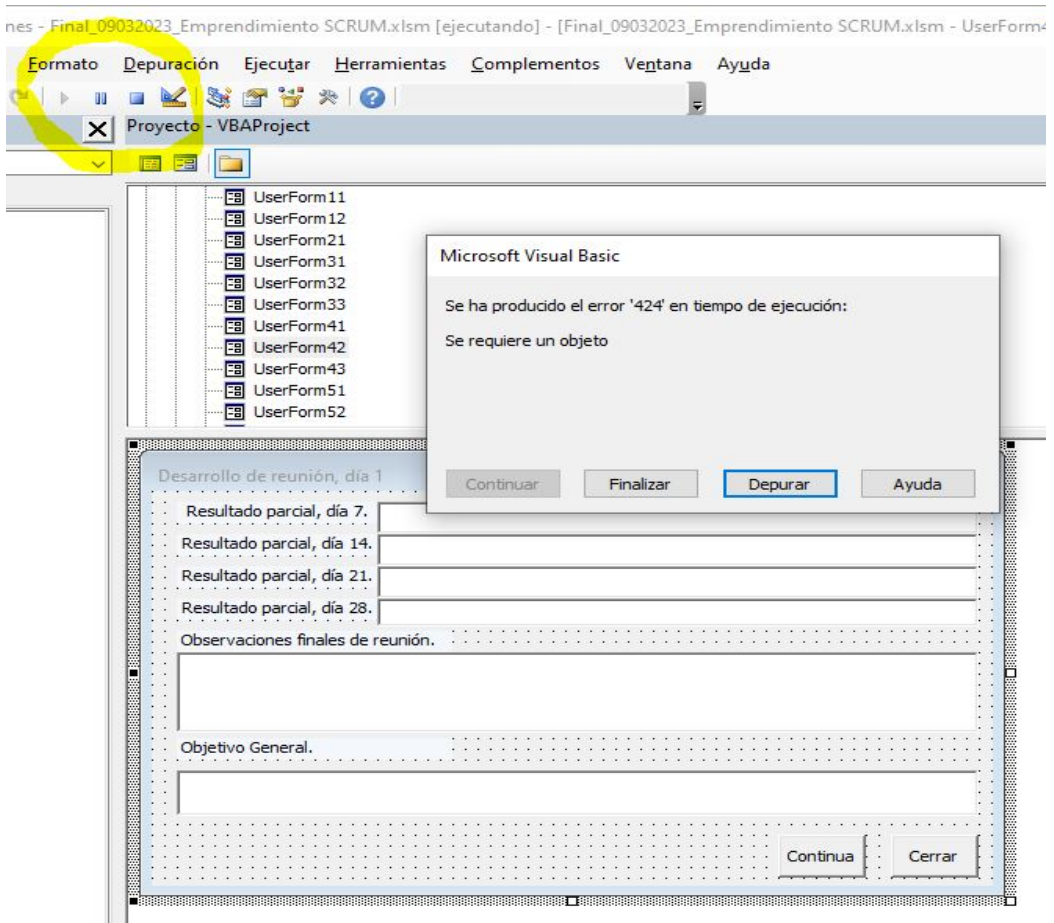 nes - Final_09032023_Emprendimiento SCRUM.xlsm [ejecutando] - [Final_09032023_Emprendimiento SCRUM.xlsm - UserForm4
Formato Depuración Ejecutar Herramientas Complementos Ventana Ayuda
Proyecto - VBAProject
UserForm11
UserForm12
UserForm21
UserForm31
UserForm32
UserForm33
UserForm41
UserForm42
UserForm43
UserForm51
UserForm52
Microsoft Visual Basic
Se ha producido el error '424' en tiempo de ejecución:
Se requiere un objeto
Continuar Finalizar Depurar Ayuda
Desarrollo de reunión, día 1
Resultado parcial, día 7.
Resultado parcial, día 14.
Resultado parcial, día 21.
Resultado parcial, día 28.
Observaciones finales de reunión.
Objetivo General.
Continua Cerrar